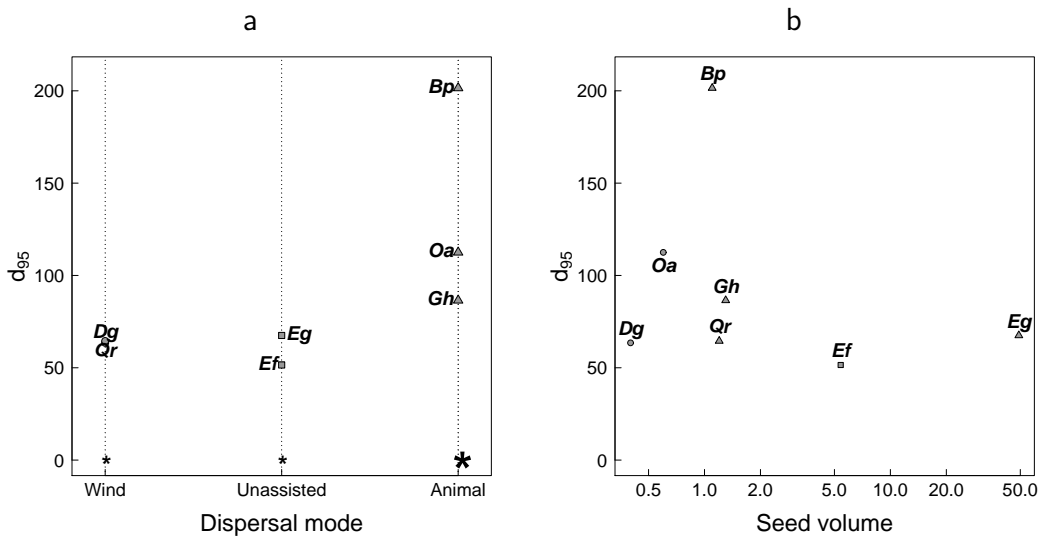 a
200
150
100
50
0
d95
Bp
Oa
Gh
Dg
Qr
Eg
Ef
*
*
*
Wind
Unassisted
Animal
Dispersal mode
b
200
150
100
50
0
d95
Bp
Oa
Gh
Dg
Qr
Ef
Eg
0.5 1.0 2.0 5.0 10.0 20.0 50.0
Seed volume